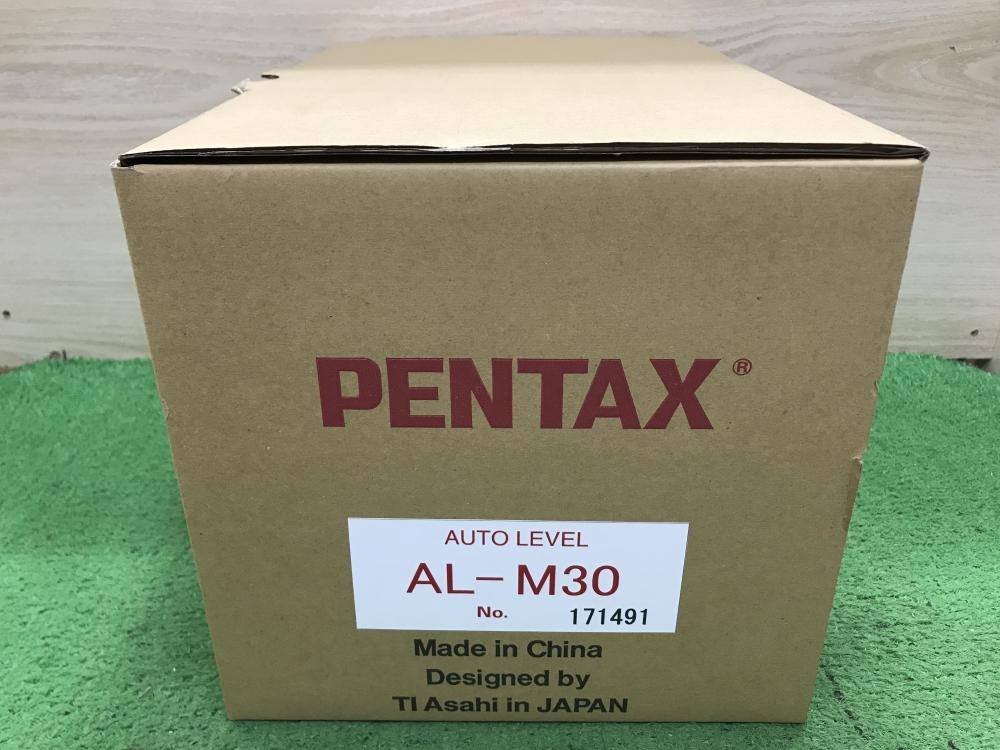 PENTAX®
AUTO LEVEL
AL-M30
No. 171491
Made in China
Designed by
TI Asahi in JAPAN